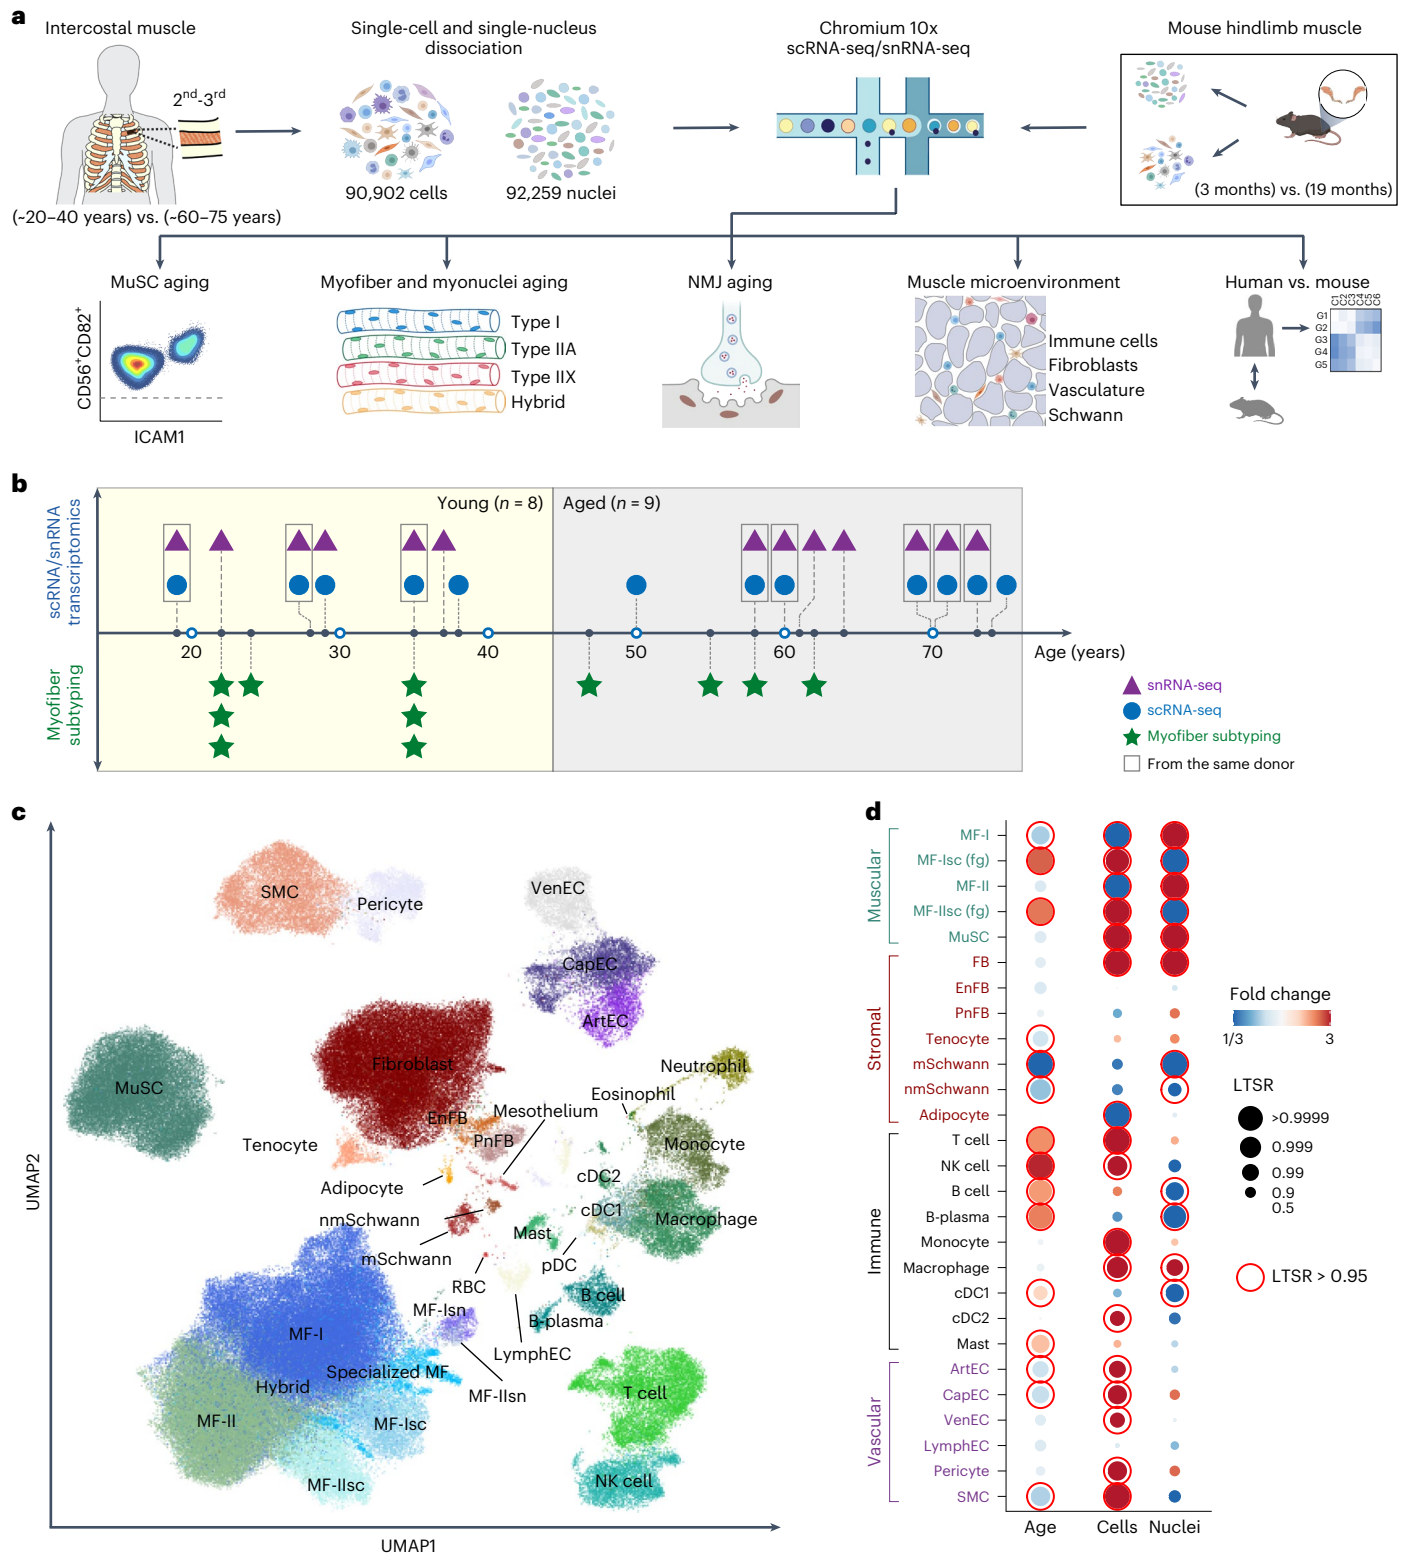 a
Intercostal muscle
2nd-3rd
(~20–40 years) vs. (~60–75 years)
Single-cell and single-nucleus
dissociation
90,902 cells
92,259 nuclei
Chromium 10x
scRNA-seq/snRNA-seq
Mouse hindlimb muscle
(3 months) vs. (19 months)
MuSC aging
CD56+CD82+
ICAM1
Myofiber and myonuclei aging
Type I
Type IIA
Type IIX
Hybrid
NMJ aging
Muscle microenvironment
Immune cells
Fibroblasts
Vasculature
Schwann
Human vs. mouse
C1 C2 C3 C4 C5 C6
G1
G2
G3
G4
G5
b
scRNA/snRNA
transcriptomics
Myofiber
subtyping
Young (n = 8)
Aged (n = 9)
20
30
40
50
60
70
Age (years)
snRNA-seq
scRNA-seq
Myofiber subtyping
From the same donor
c
UMAP2
UMAP1
SMC
Pericyte
VenEC
CapEC
ArtEC
MuSC
Fibroblast
Neutrophil
Eosinophil
Mesothelium
EnFB
PnFB
Monocyte
Tenocyte
Adipocyte
cDC2
cDC1
nmSchwann
Mast
Macrophage
mSchwann
pDC
RBC
B cell
MF-Isn
B-plasma
MF-I
LymphEC
Specialized MF
Hybrid
MF-IIsn
T cell
MF-II
MF-Isc
MF-IIsc
NK cell
d
Muscular
MF-I
MF-Isc (fg)
MF-II
MF-IIsc (fg)
MuSC
Stromal
FB
EnFB
PnFB
Tenocyte
mSchwann
nmSchwann
Adipocyte
Immune
T cell
NK cell
B cell
B-plasma
Monocyte
Macrophage
cDC1
cDC2
Mast
Vascular
ArtEC
CapEC
VenEC
LymphEC
Pericyte
SMC
Age
Cells
Nuclei
Fold change
1/3
3
LTSR
>0.9999
0.999
0.99
0.9
0.5
LTSR > 0.95